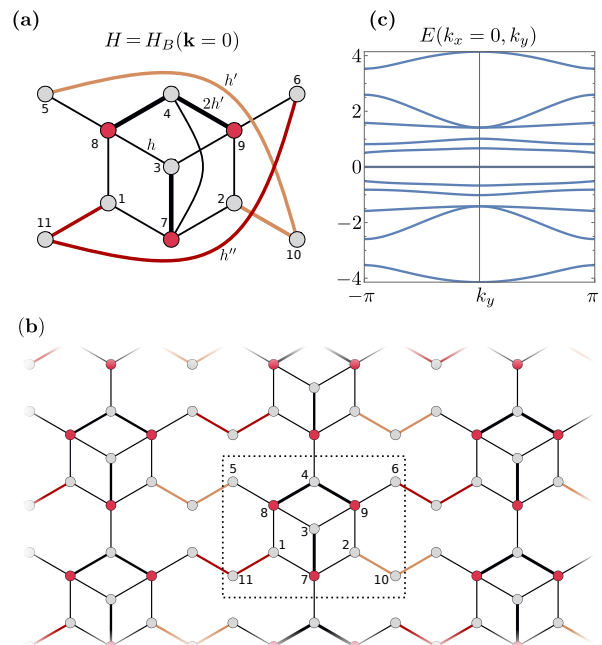 (a)
H = H_B(k = 0)
h'
6
5
4
2h'
8
h
9
3
1
2
11
7
10
h''
(c)
E(k_x = 0, k_y)
4
2
0
−2
−4
−π
k_y
π
(b)
5
4
6
8
9
3
1
2
11
7
10